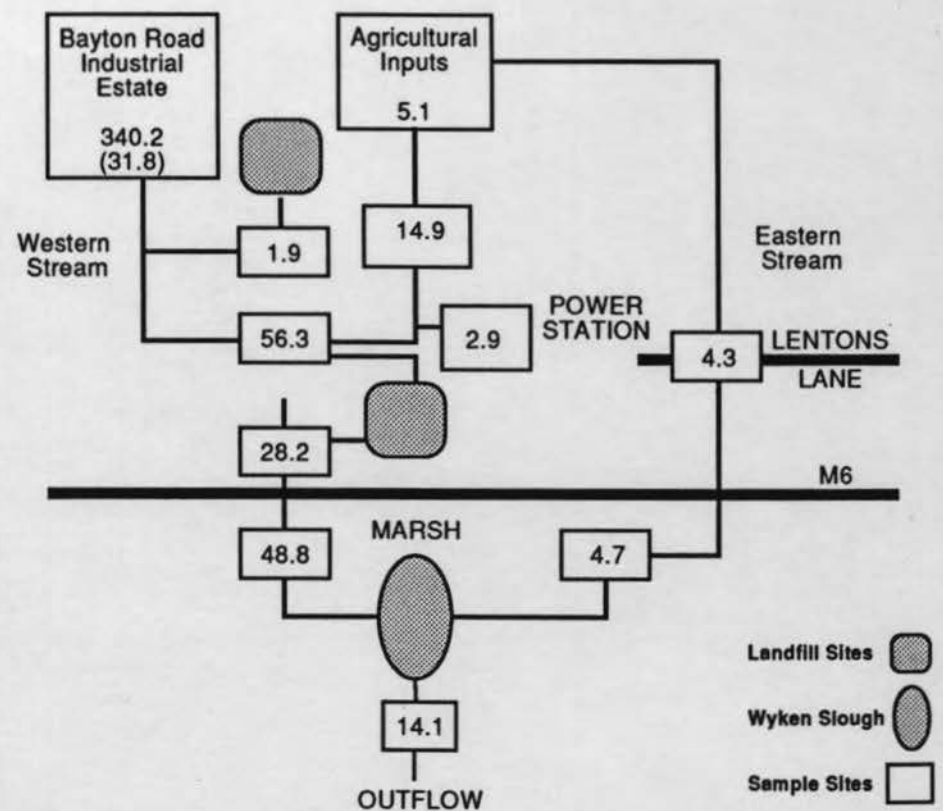 Bayton Road
Industrial
Estate
340.2
(31.8)
Agricultural
Inputs
5.1
Western
Stream
1.9
14.9
Eastern
Stream
56.3
2.9
POWER
STATION
4.3
LENTONS
LANE
28.2
M6
48.8
MARSH
4.7
14.1
OUTFLOW
Landfill Sites
Wyken Slough
Sample Sites